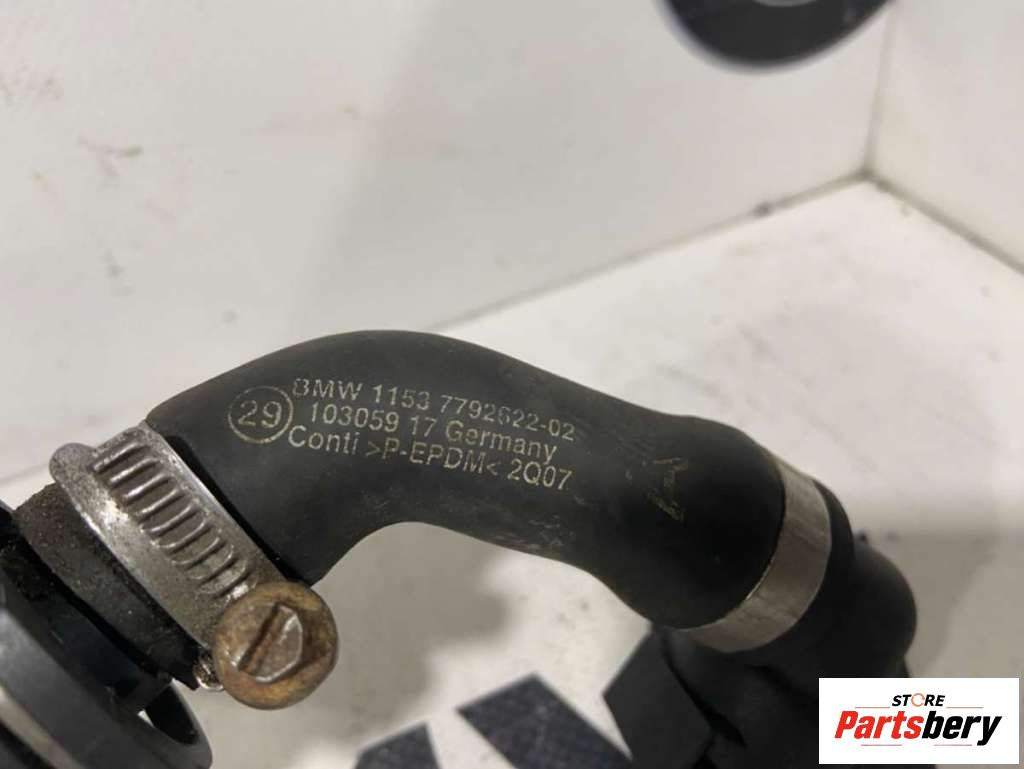 29
BMW 1153 7792622-02
103059 17 Germany
Conti >P-EPDM< 2Q07
STORE
Partsbery